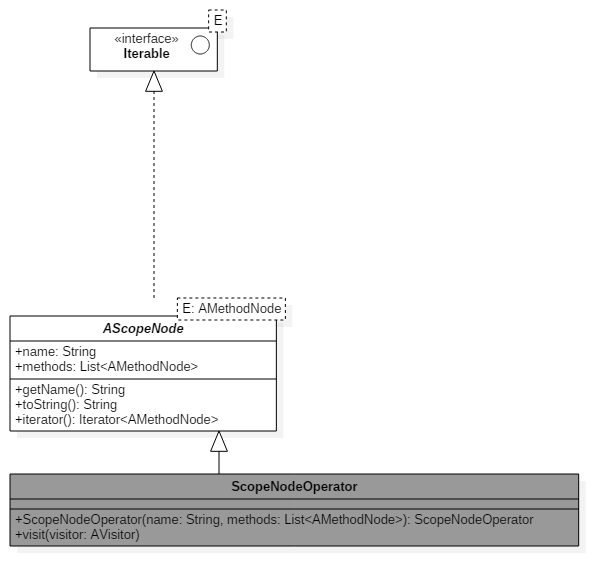 E
«interface»
Iterable
E: AMethodNode
AScopeNode
+name: String
+methods: List<AMethodNode>
+getName(): String
+toString(): String
+iterator(): Iterator<AMethodNode>
ScopeNodeOperator
+ScopeNodeOperator(name: String, methods: List<AMethodNode>): ScopeNodeOperator
+visit(visitor: AVisitor)